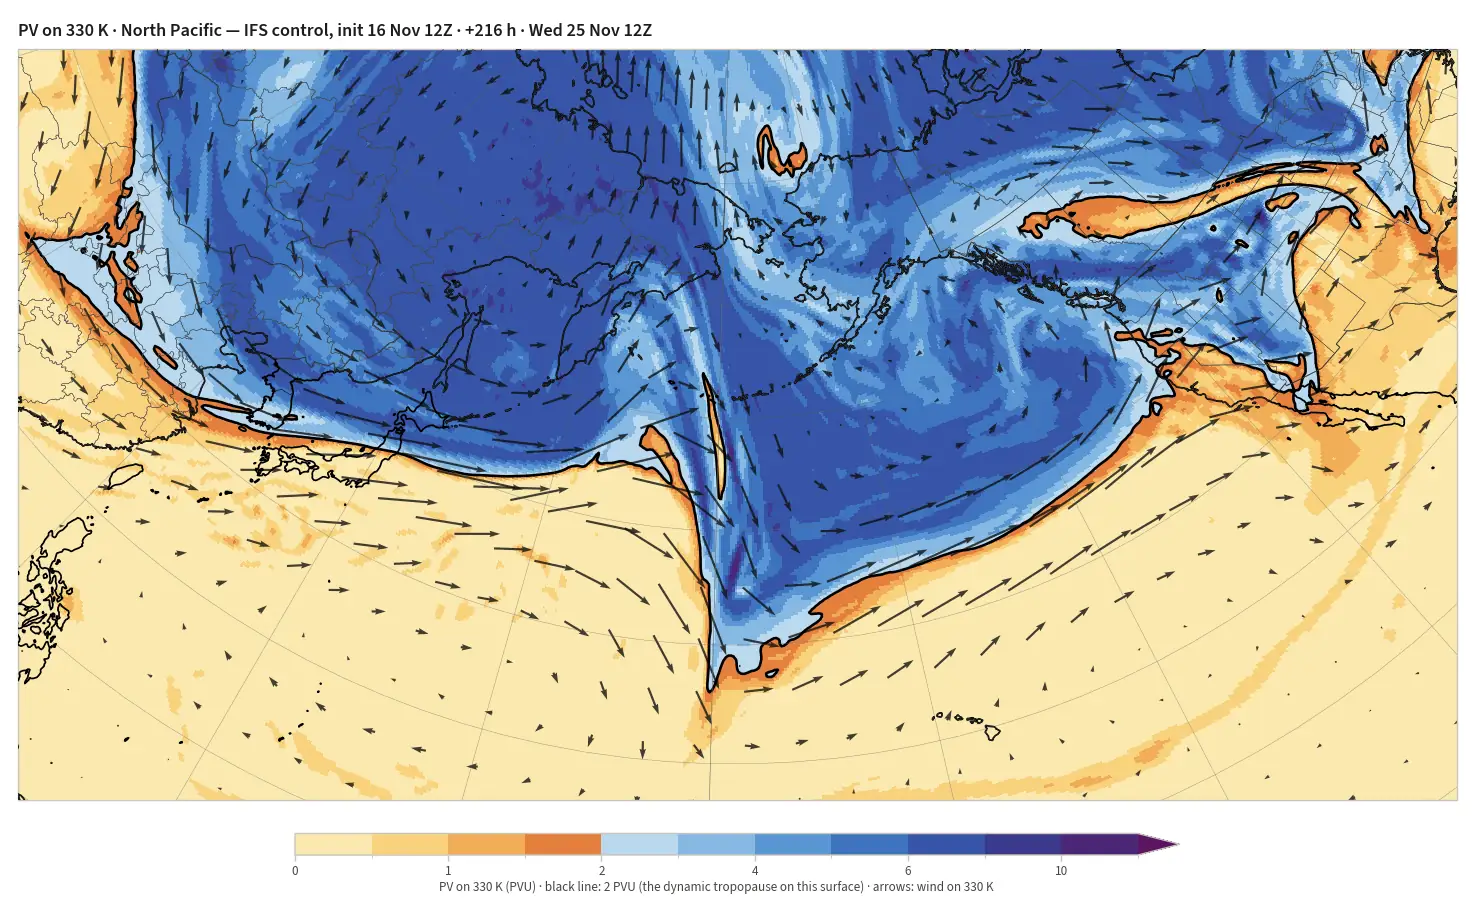 PV on 330 K · North Pacific — IFS control, init 16 Nov 12Z · +216 h · Wed 25 Nov 12Z
0 1 2 4 6 10
PV on 330 K (PVU) · black line: 2 PVU (the dynamic tropopause on this surface) · arrows: wind on 330 K